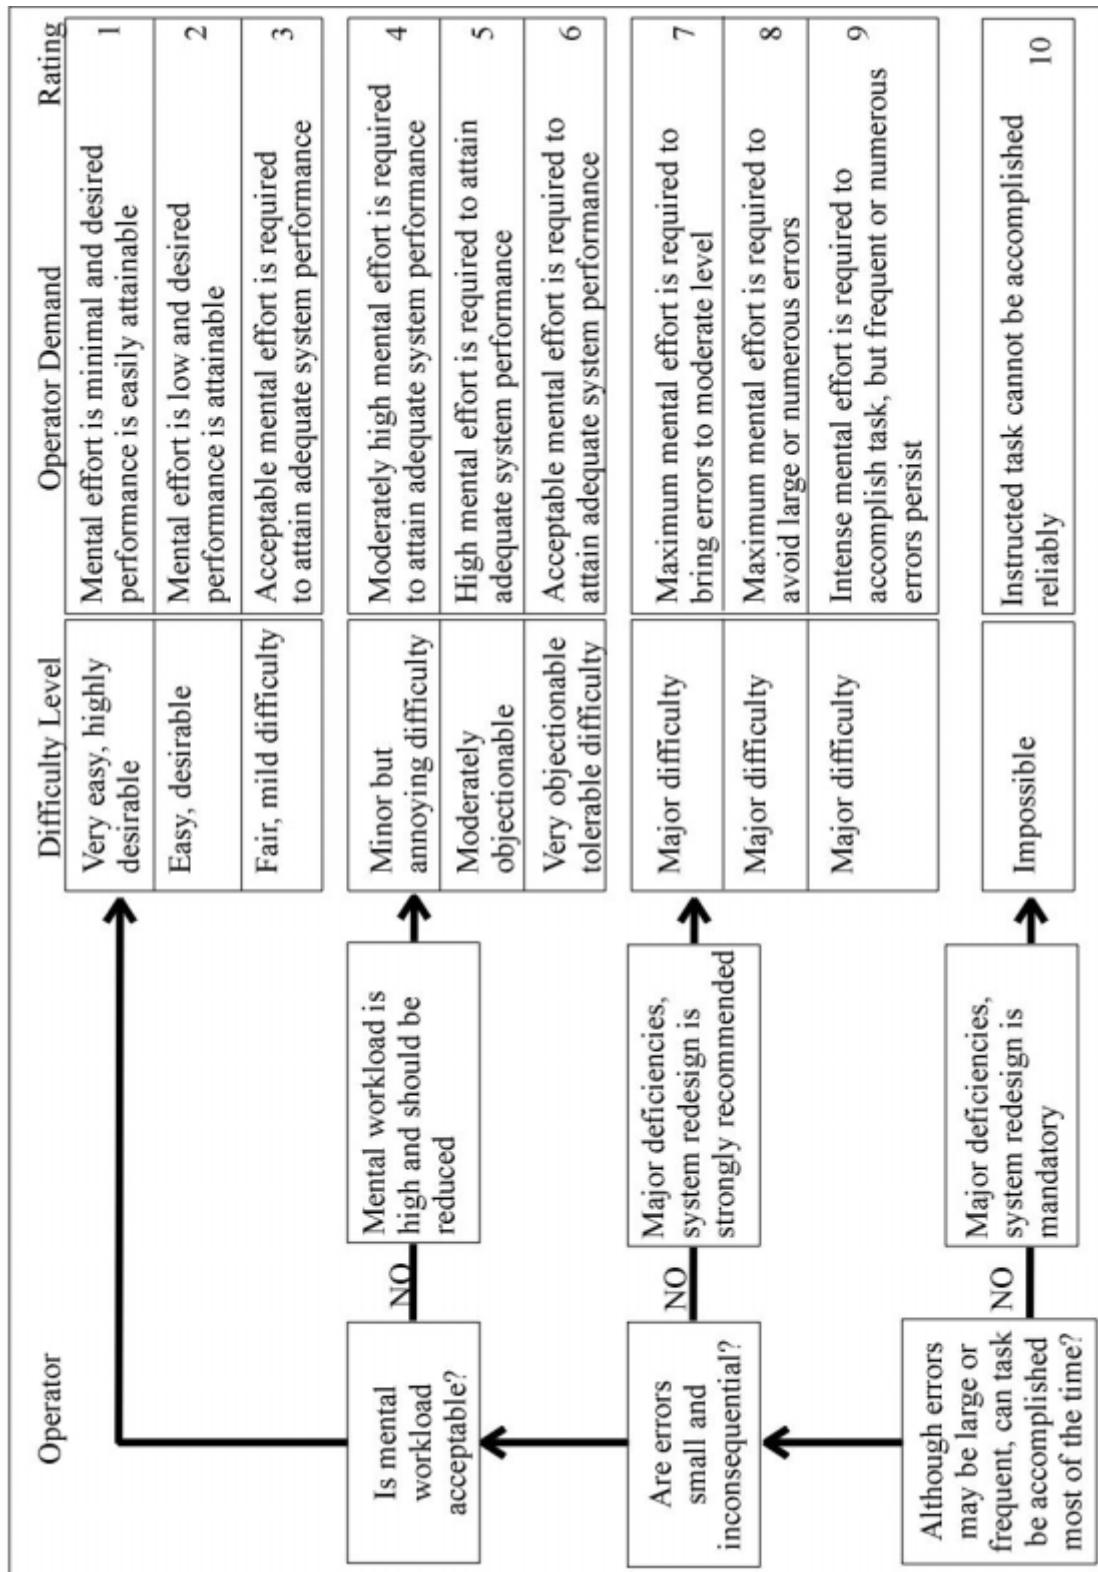 Operator
Difficulty Level
Operator Demand
Rating
Very easy, highly
desirable
Mental effort is minimal and desired
performance is easily attainable
1
Easy, desirable
Mental effort is low and desired
performance is attainable
2
Fair, mild difficulty
Acceptable mental effort is required
to attain adequate system performance
3
Is mental
workload
acceptable?
NO
Mental workload is
high and should be
reduced
Minor but
annoying difficulty
Moderately high mental effort is required
to attain adequate system performance
4
Moderately
objectionable
High mental effort is required to attain
adequate system performance
5
Very objectionable
tolerable difficulty
Acceptable mental effort is required to
attain adequate system performance
6
Are errors
small and
inconsequential?
NO
Major deficiencies,
system redesign is
strongly recommended
Major difficulty
Maximum mental effort is required to
bring errors to moderate level
7
Major difficulty
Maximum mental effort is required to
avoid large or numerous errors
8
Major difficulty
Intense mental effort is required to
accomplish task, but frequent or numerous
errors persist
9
Although errors
may be large or
frequent, can task
be accomplished
most of the time?
NO
Major deficiencies,
system redesign is
mandatory
Impossible
Instructed task cannot be accomplished
reliably
10